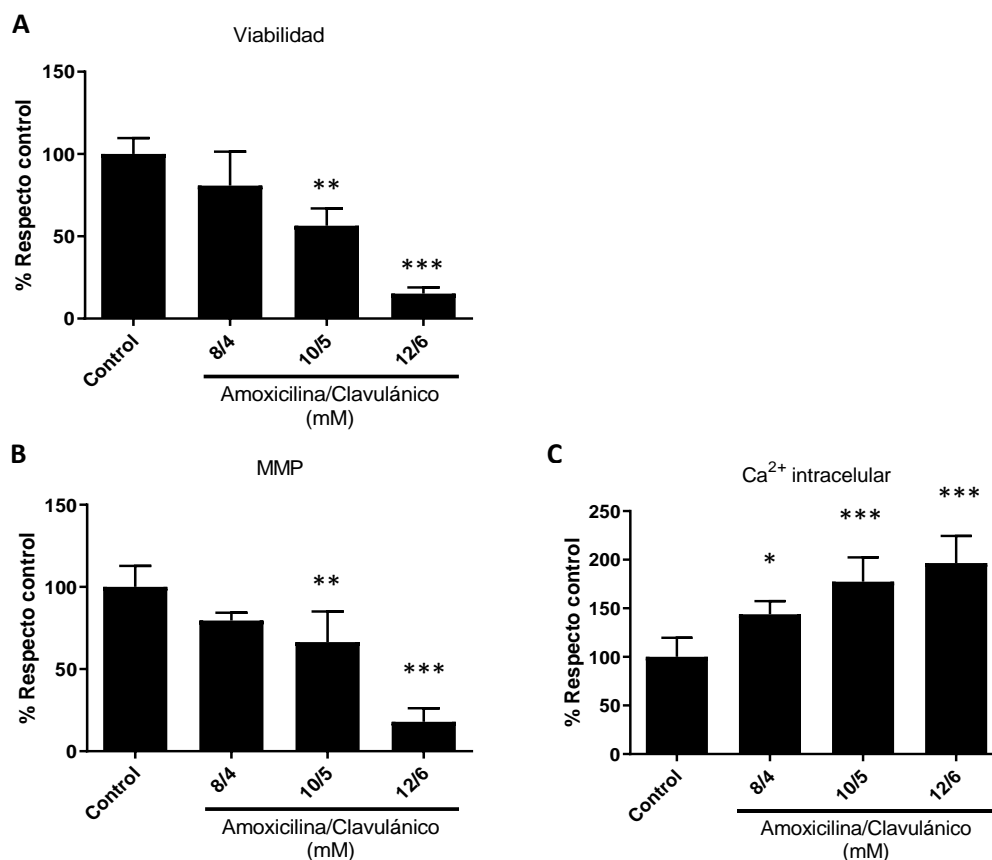 A
Viabilidad
% Respecto control
150
100
50
0
**
***
Control
8/4
10/5
12/6
Amoxicilina/Clavulánico
(mM)
B
MMP
% Respecto control
150
100
50
0
**
***
Control
8/4
10/5
12/6
Amoxicilina/Clavulánico
(mM)
C
Ca²⁺ intracelular
% Respecto control
250
200
150
100
50
0
*
***
***
Control
8/4
10/5
12/6
Amoxicilina/Clavulánico
(mM)